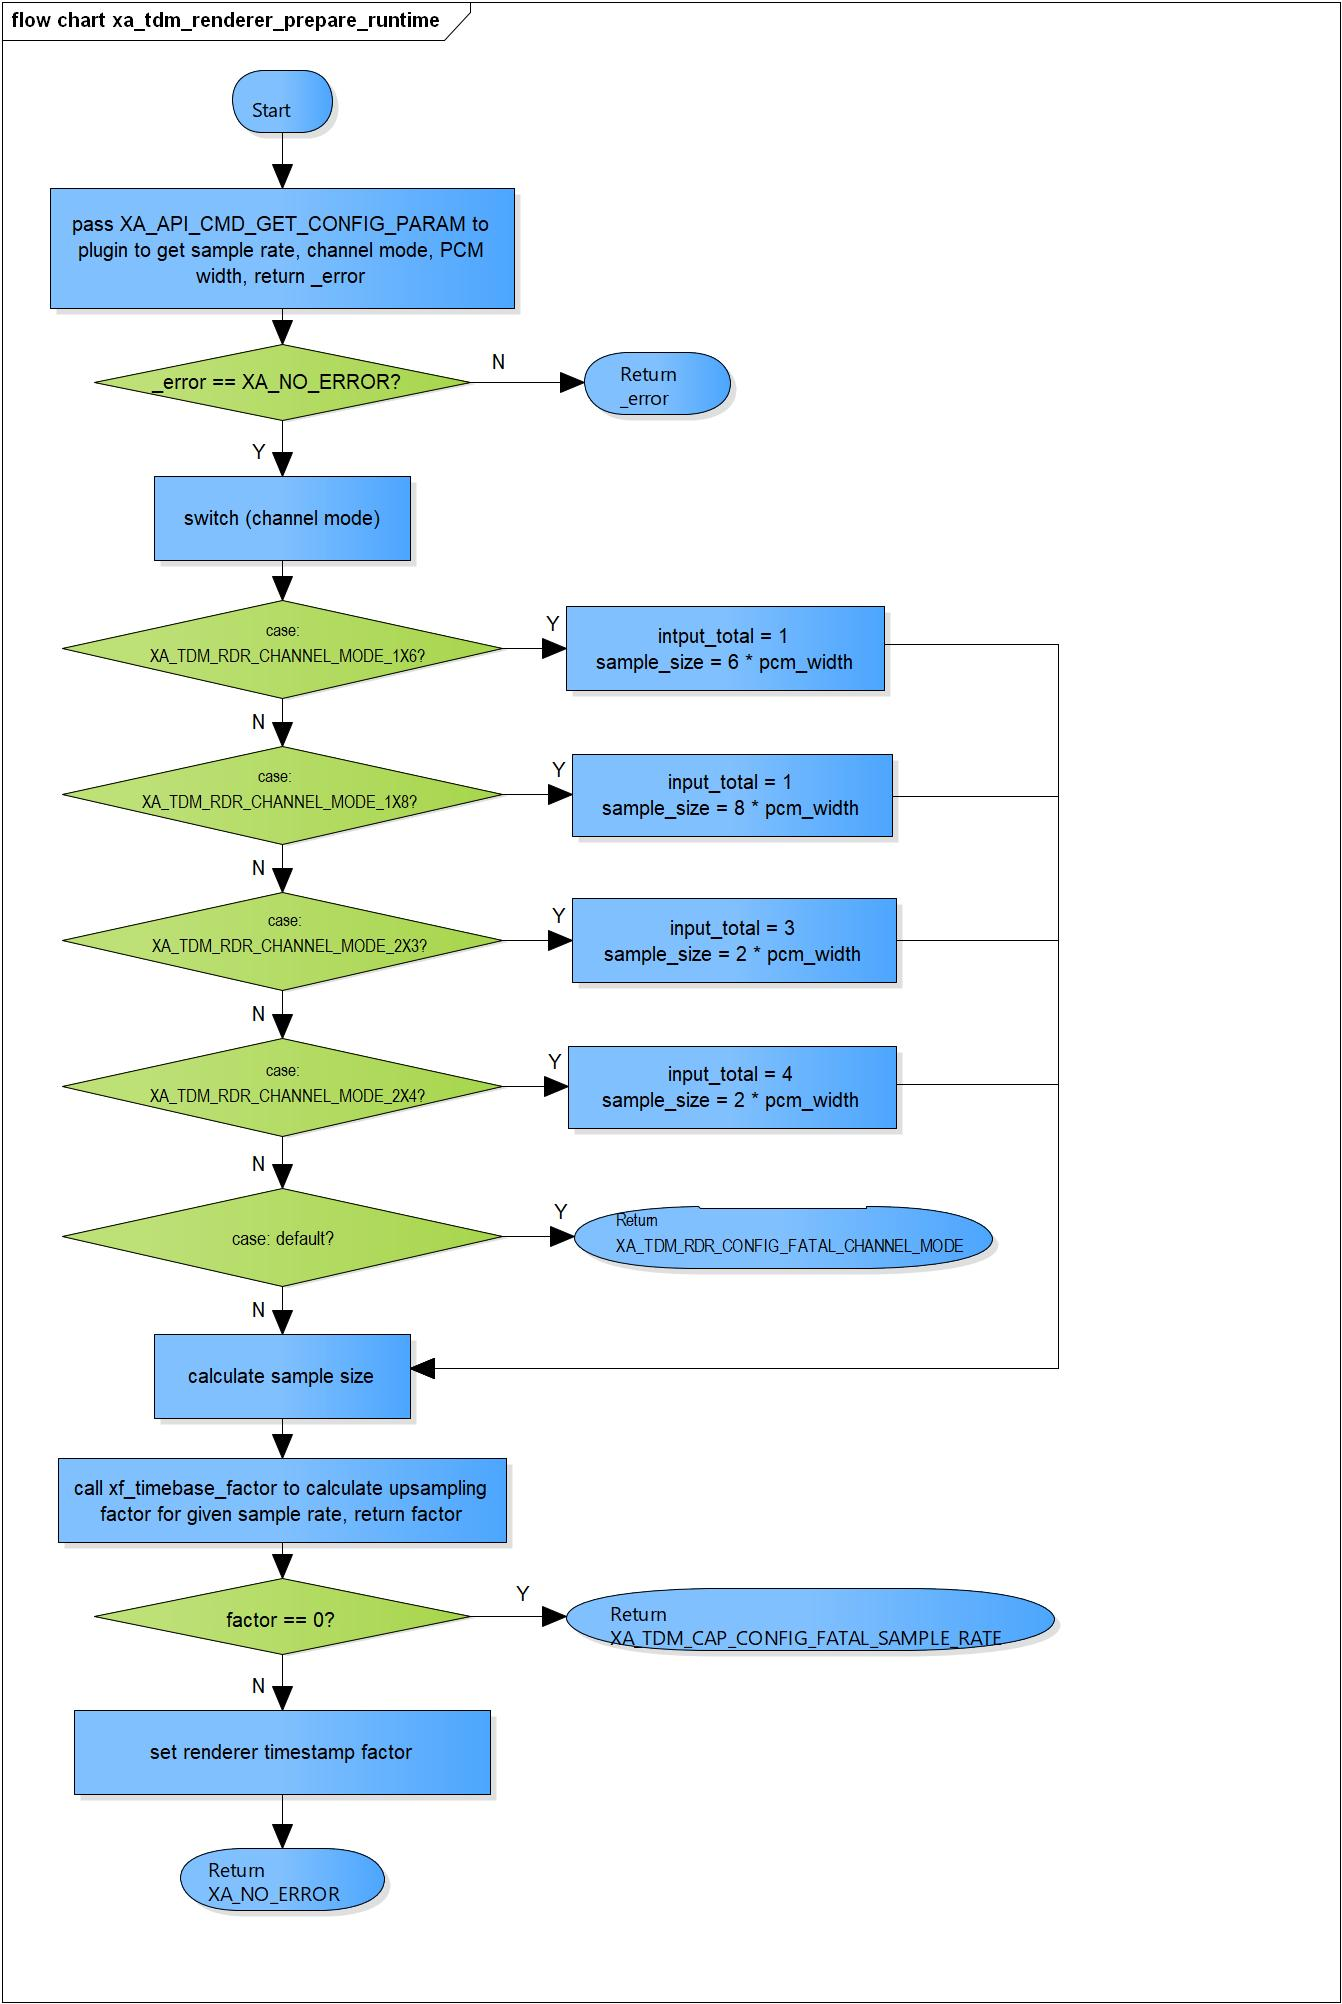 flow chart xa_tdm_renderer_prepare_runtime
Start
pass XA_API_CMD_GET_CONFIG_PARAM to
plugin to get sample rate, channel mode, PCM
width, return _error
_error == XA_NO_ERROR?
N
Return
_error
Y
switch (channel mode)
case:
XA_TDM_RDR_CHANNEL_MODE_1X6?
Y
intput_total = 1
sample_size = 6 * pcm_width
N
case:
XA_TDM_RDR_CHANNEL_MODE_1X8?
Y
input_total = 1
sample_size = 8 * pcm_width
N
case:
XA_TDM_RDR_CHANNEL_MODE_2X3?
Y
input_total = 3
sample_size = 2 * pcm_width
N
case:
XA_TDM_RDR_CHANNEL_MODE_2X4?
Y
input_total = 4
sample_size = 2 * pcm_width
N
case: default?
Y
Return
XA_TDM_RDR_CONFIG_FATAL_CHANNEL_MODE
N
calculate sample size
call xf_timebase_factor to calculate upsampling
factor for given sample rate, return factor
factor == 0?
Y
Return
XA_TDM_CAP_CONFIG_FATAL_SAMPLE_RATE
N
set renderer timestamp factor
Return
XA_NO_ERROR